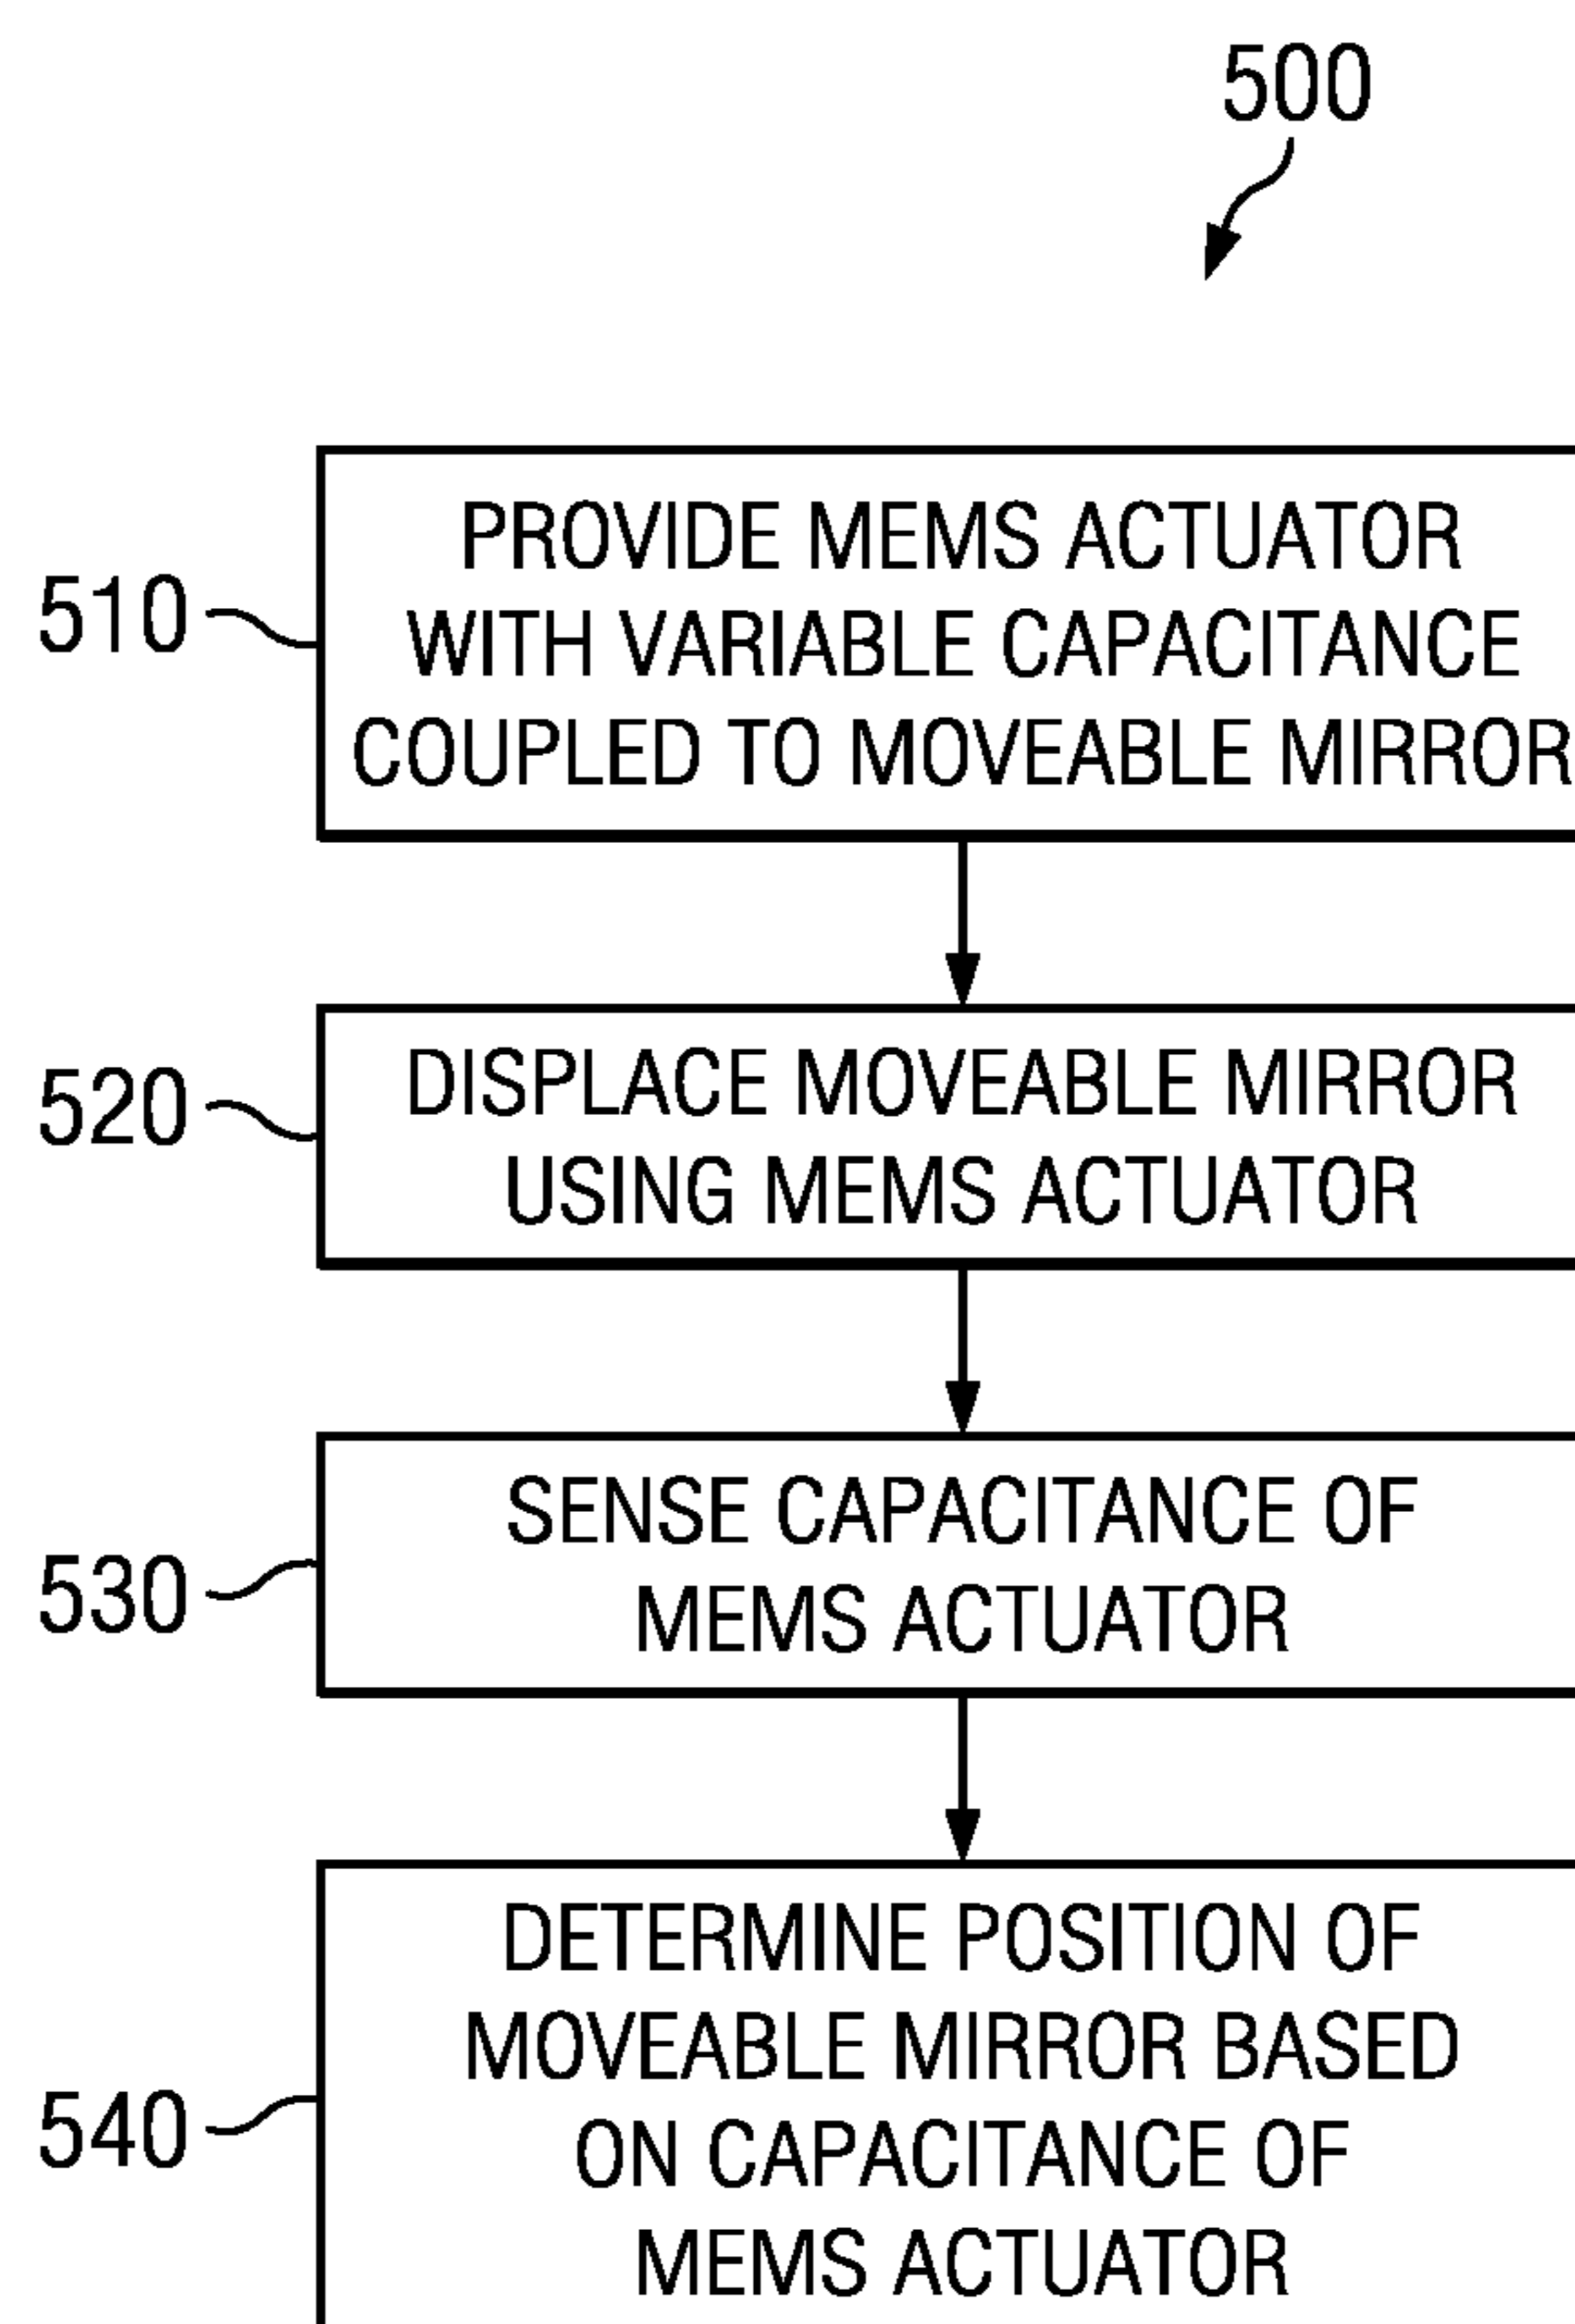 500
510
PROVIDE MEMS ACTUATOR
WITH VARIABLE CAPACITANCE
COUPLED TO MOVEABLE MIRROR
520
DISPLACE MOVEABLE MIRROR
USING MEMS ACTUATOR
530
SENSE CAPACITANCE OF
MEMS ACTUATOR
540
DETERMINE POSITION OF
MOVEABLE MIRROR BASED
ON CAPACITANCE OF
MEMS ACTUATOR